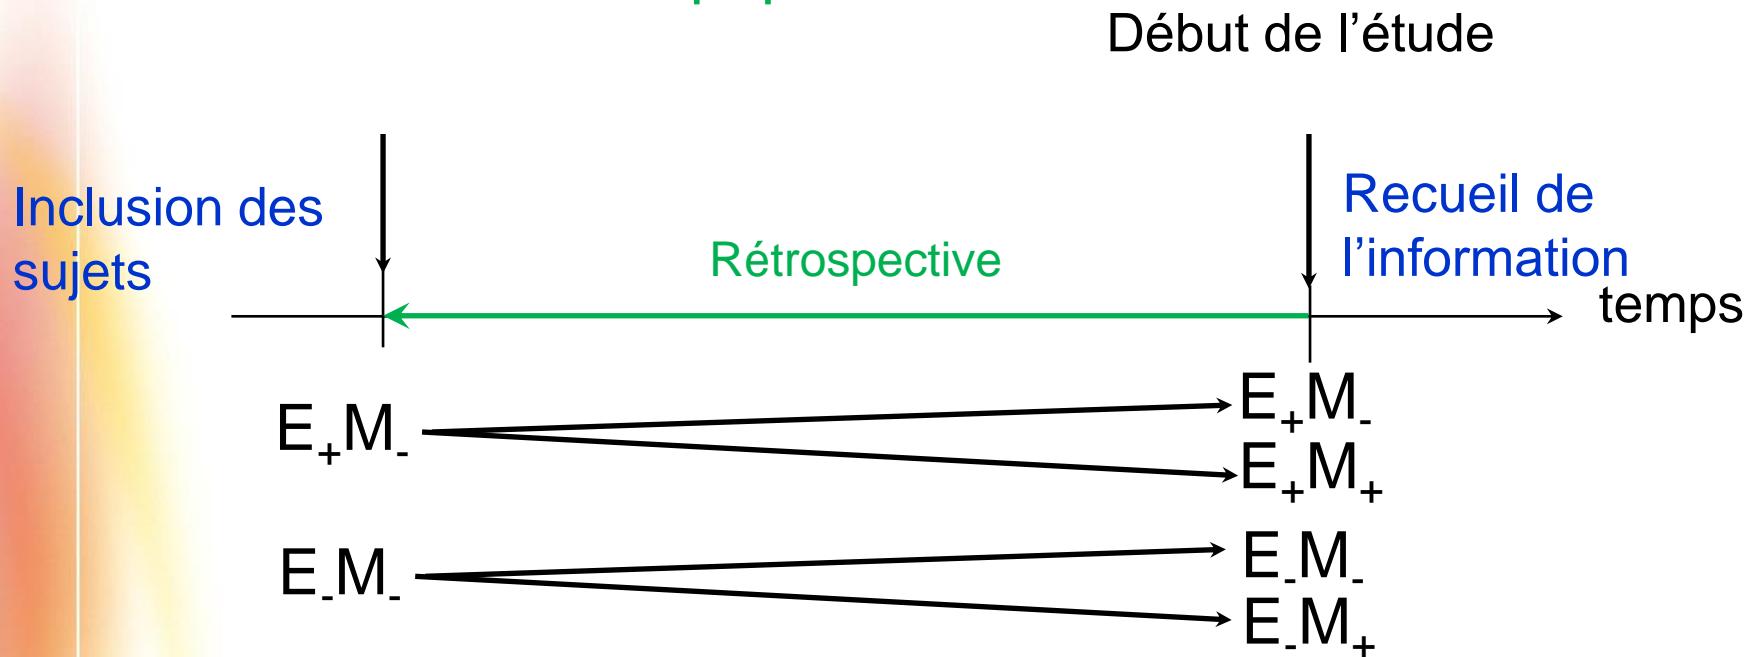 Début de l’étude
Inclusion des
sujets
Rétrospective
Recueil de
l’information
temps
E₊M₋
E₊M₋
E₊M₊
E₋M₋
E₋M₋
E₋M₊